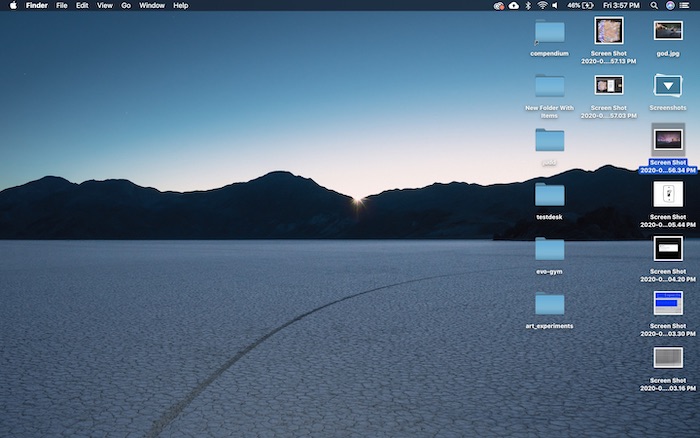 Finder File Edit View Go Window Help 46% Fri 3:57 PM
compendium
Screen Shot
2020-0....57.13 PM
god.jpg
New Folder With
Items
Screen Shot
2020-0....57.03 PM
Screenshots
Screen Shot
2020-0....56.34 PM
testdesk
Screen Shot
2020-0....05.44 PM
evo-gym
Screen Shot
2020-0....04.20 PM
art_experiments
Screen Shot
2020-0....03.30 PM
Screen Shot
2020-0....03.16 PM